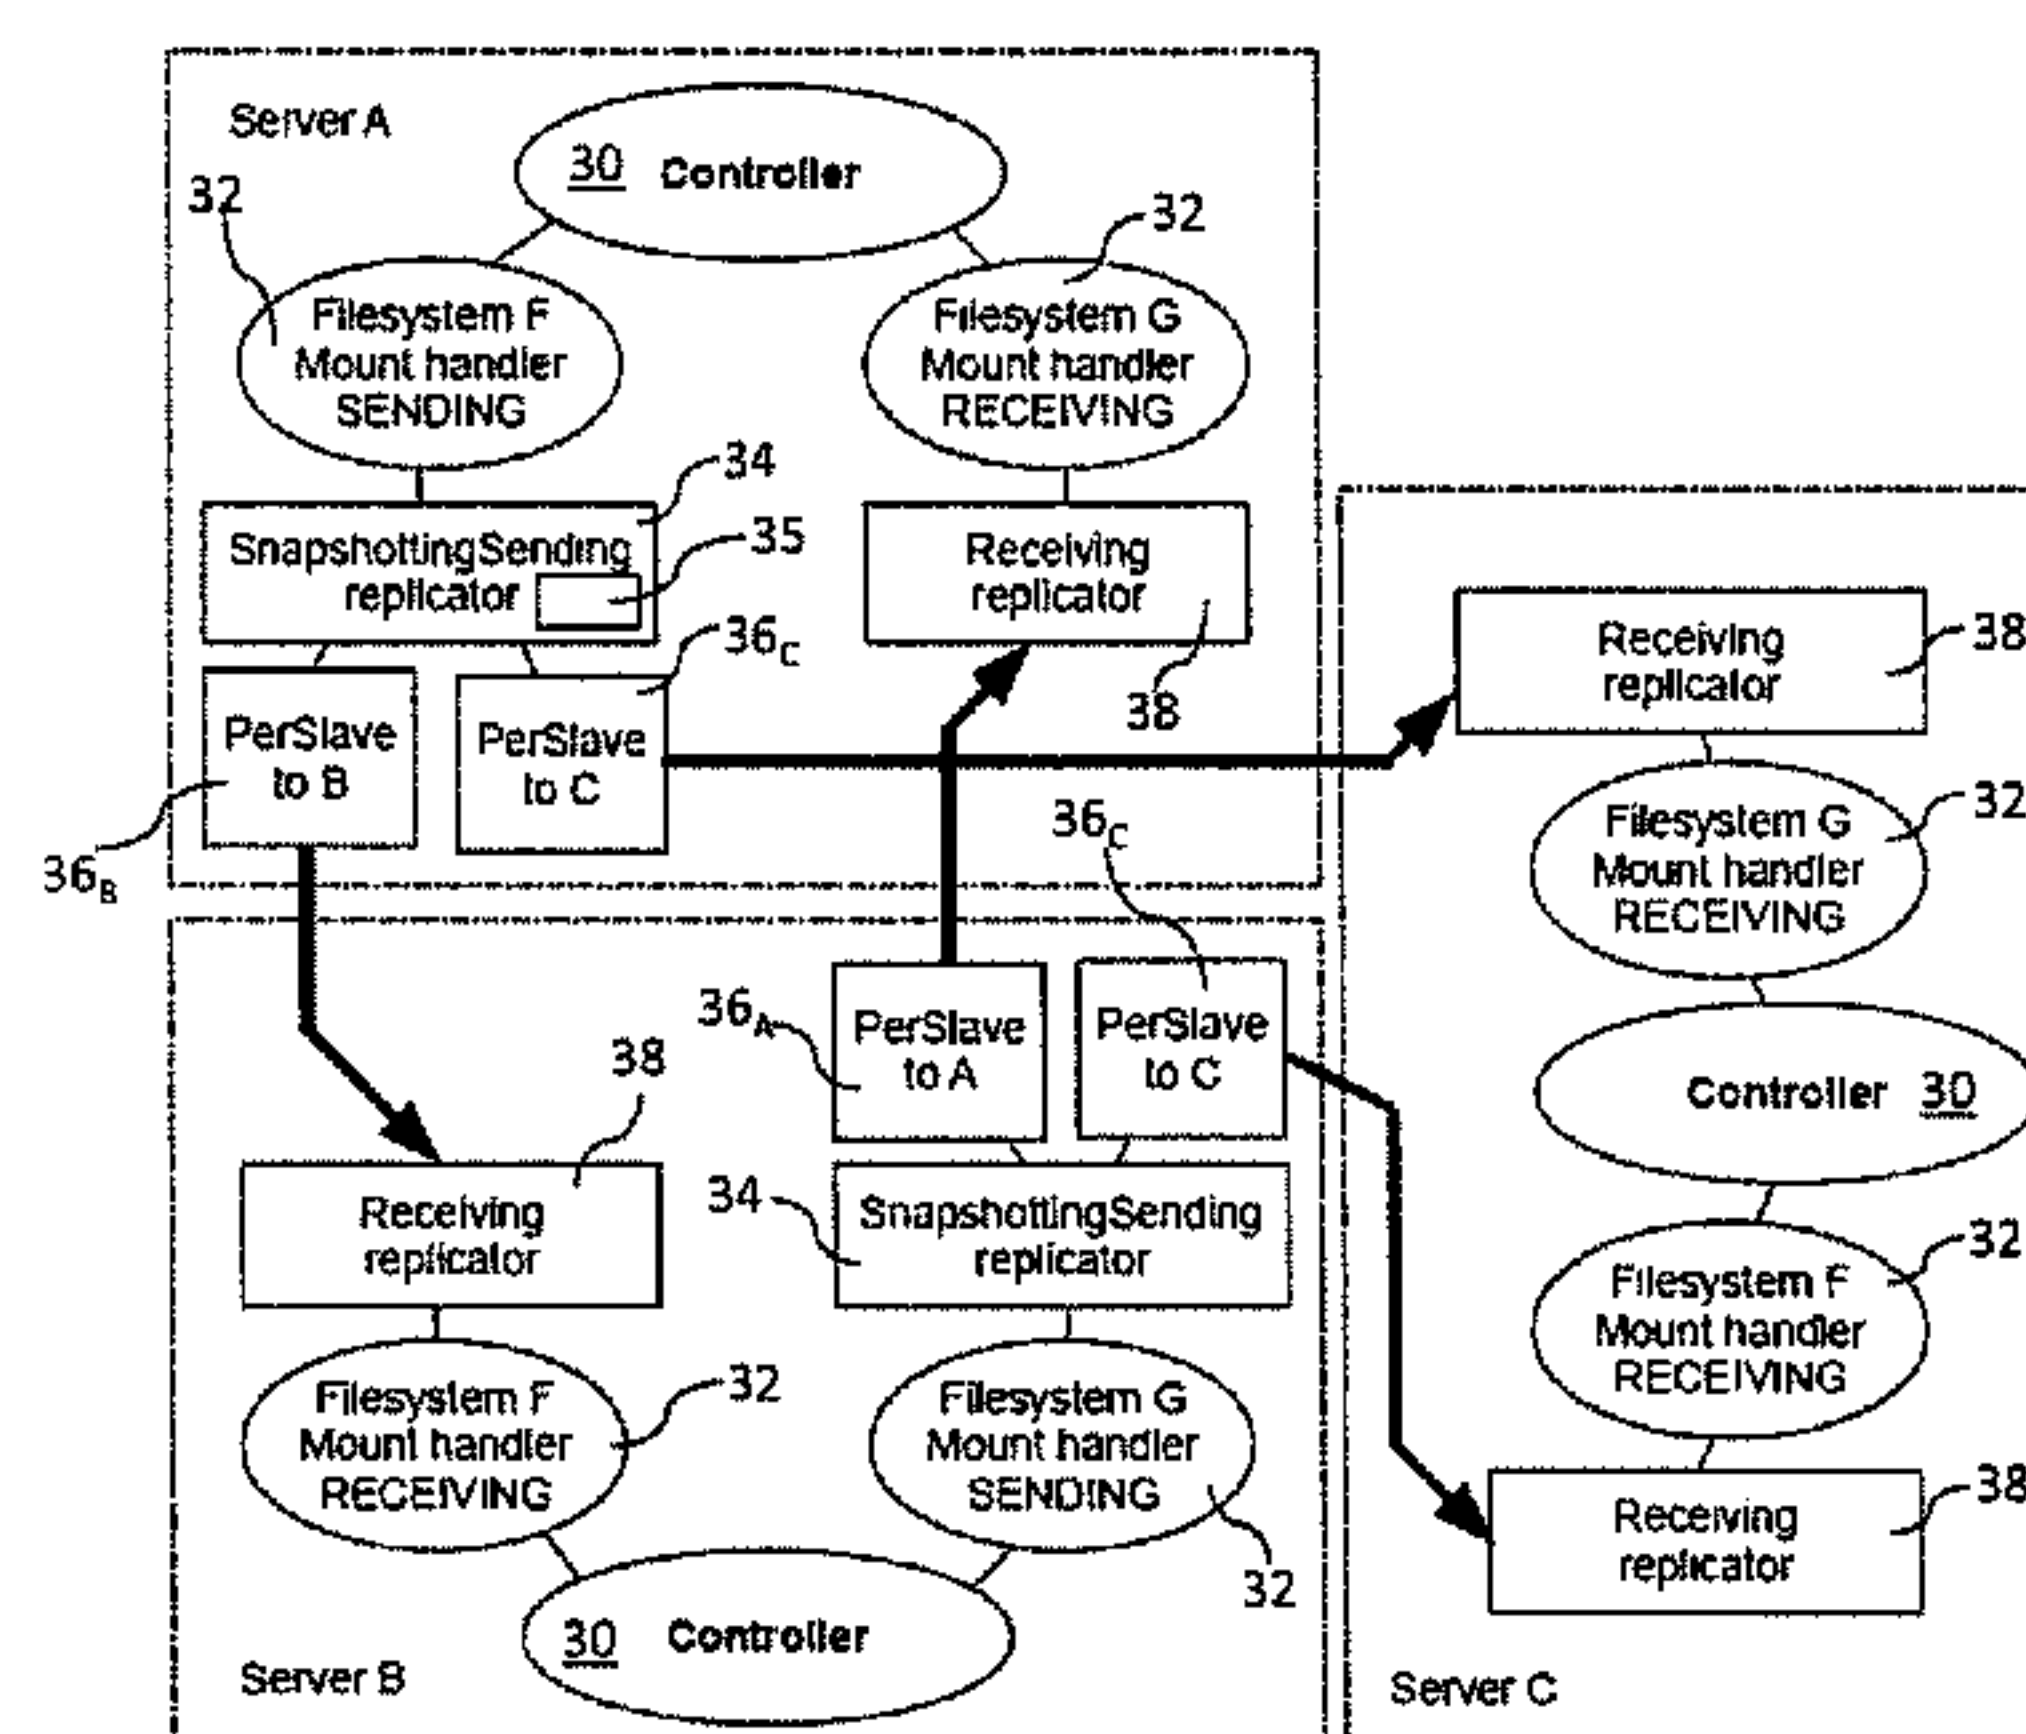 Server A
30 Controller
32
32
Filesystem F
Mount handler
SENDING
Filesystem G
Mount handler
RECEIVING
34
SnapshottingSending
replicator
35
Receiving
replicator
36C
38
PerSlave
to B
PerSlave
to C
36B
Receiving
replicator
38
Filesystem G
Mount handler
RECEIVING
32
Controller 30
Filesystem F
Mount handler
RECEIVING
32
Receiving
replicator
38
Server C
36C
36A
PerSlave
to A
PerSlave
to C
38
Receiving
replicator
34
SnapshottingSending
replicator
Filesystem F
Mount handler
RECEIVING
32
Filesystem G
Mount handler
SENDING
32
30 Controller
Server B